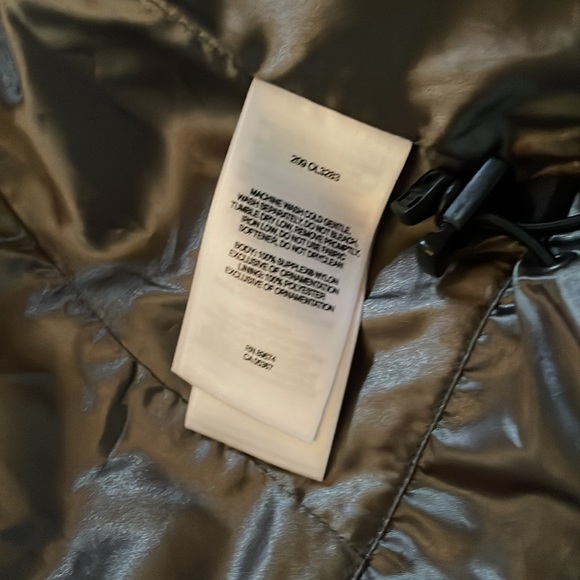 209 OL3283
MACHINE WASH COLD GENTLE.
WASH SEPARATELY. DO NOT BLEACH.
TUMBLE DRY LOW. REMOVE PROMPTLY.
IRON LOW. DO NOT USE FABRIC
SOFTENER. DO NOT DRYCLEAN
BODY: 100% SUPPLEX® NYLON
EXCLUSIVE OF ORNAMENTATION
LINING: 100% POLYESTER
EXCLUSIVE OF ORNAMENTATION
RN 89674
CA 05367